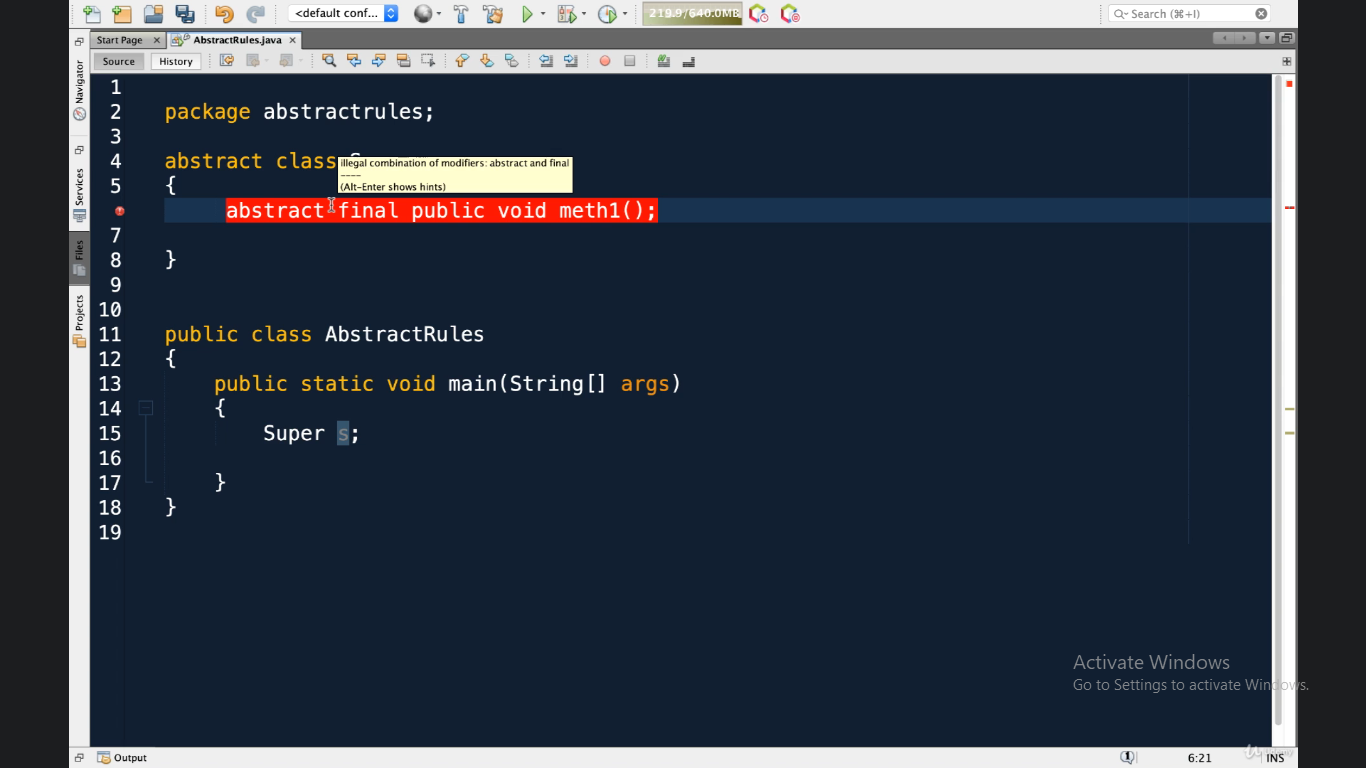 <default conf...
219.9/640.0MB
Search (⌘+I)
Start Page
AbstractRules.java
Source
History
Navigator
Services
Files
Projects
1
2 package abstractrules;
3
4 abstract class S
illegal combination of modifiers: abstract and final
----
(Alt-Enter shows hints)
5 {
abstract final public void meth1();
7
8 }
9
10
11 public class AbstractRules
12 {
13 public static void main(String[] args)
14 {
15 Super s;
16
17 }
18 }
19
Activate Windows
Go to Settings to activate Windows.
Output
1
6:21
INS